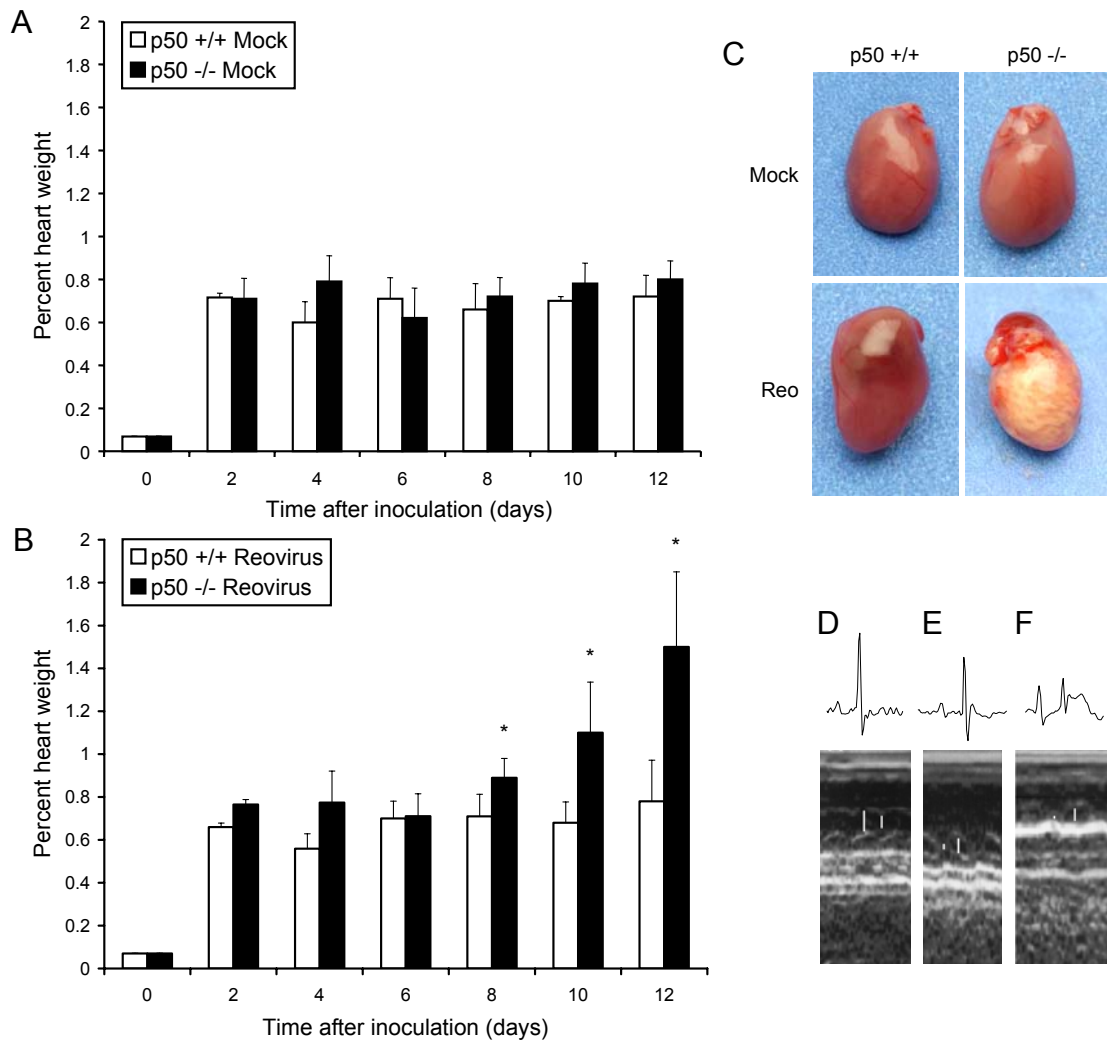 A
p50 +/+ Mock
p50 -/- Mock
Percent heart weight
2
1.8
1.6
1.4
1.2
1
0.8
0.6
0.4
0.2
0
0 2 4 6 8 10 12
Time after inoculation (days)
B
p50 +/+ Reovirus
p50 -/- Reovirus
Percent heart weight
2
1.8
1.6
1.4
1.2
1
0.8
0.6
0.4
0.2
0
* * *
0 2 4 6 8 10 12
Time after inoculation (days)
C
p50 +/+ p50 -/-
Mock
Reo
D E F